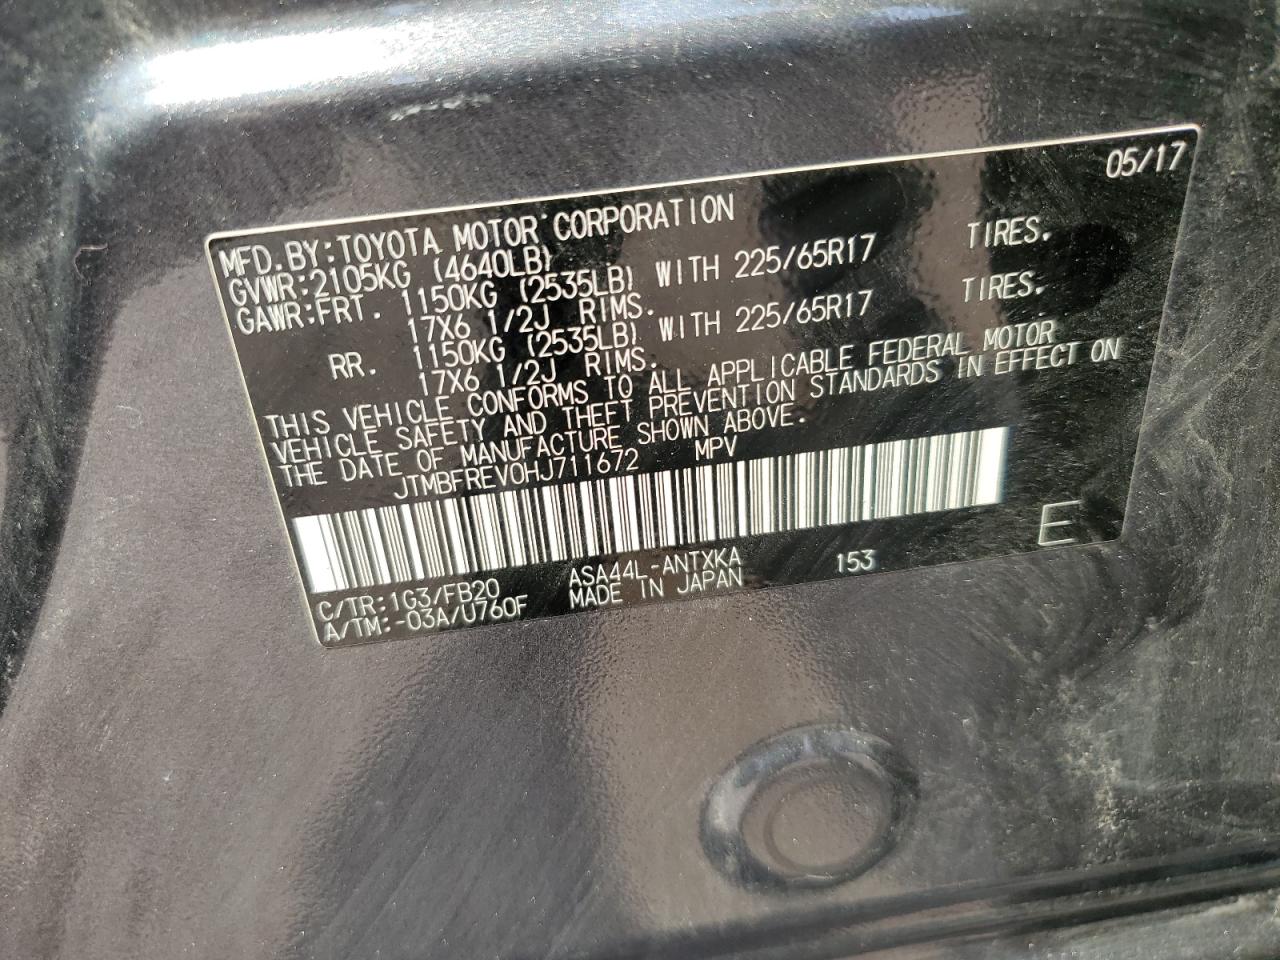 05/17
MFD.BY:TOYOTA MOTOR CORPORATION
GVWR:2105KG (4640LB)
GAWR:FRT. 1150KG (2535LB) WITH 225/65R17 TIRES.
17X6 1/2J RIMS.
RR. 1150KG (2535LB) WITH 225/65R17 TIRES.
17X6 1/2J RIMS.
THIS VEHICLE CONFORMS TO ALL APPLICABLE FEDERAL MOTOR
VEHICLE SAFETY AND THEFT PREVENTION STANDARDS IN EFFECT ON
THE DATE OF MANUFACTURE SHOWN ABOVE.
JTMBFREV0HJ711672 MPV
C/TR:1G3/FB20 ASA44L-ANTXKA 153 E
A/TM:-03A/U760F MADE IN JAPAN